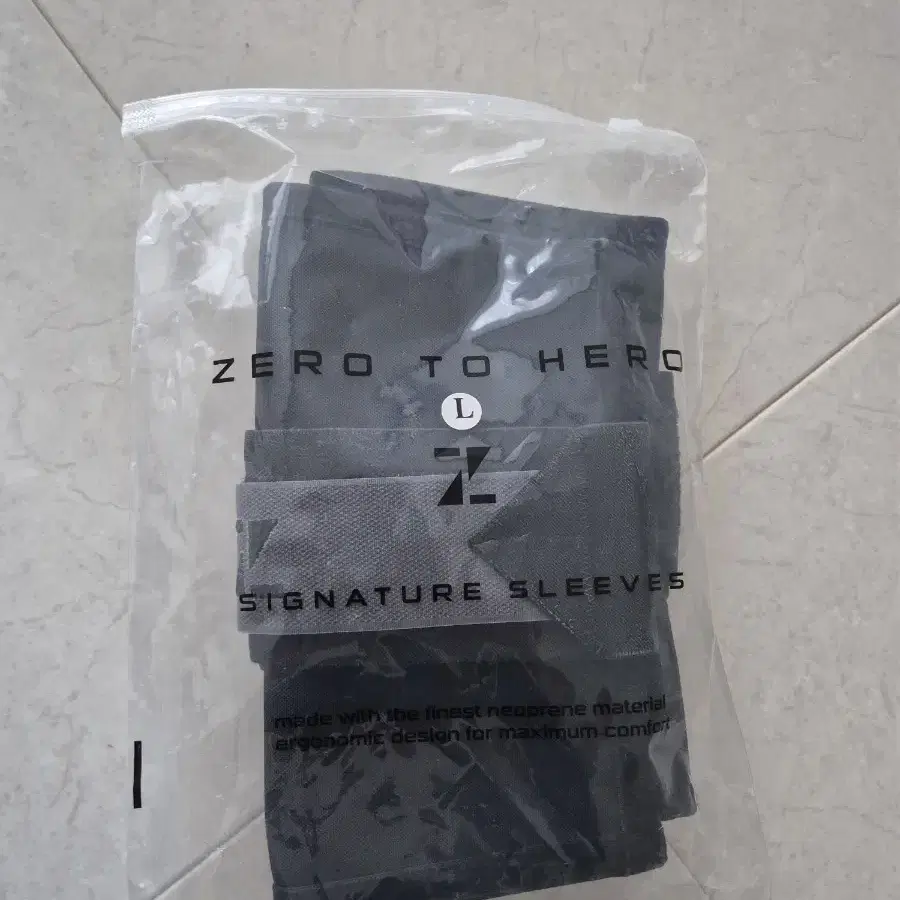 ZERO TO HERO
L
Z
SIGNATURE SLEEVES
made with the finest neoprene material
ergonomic design for maximum comfort